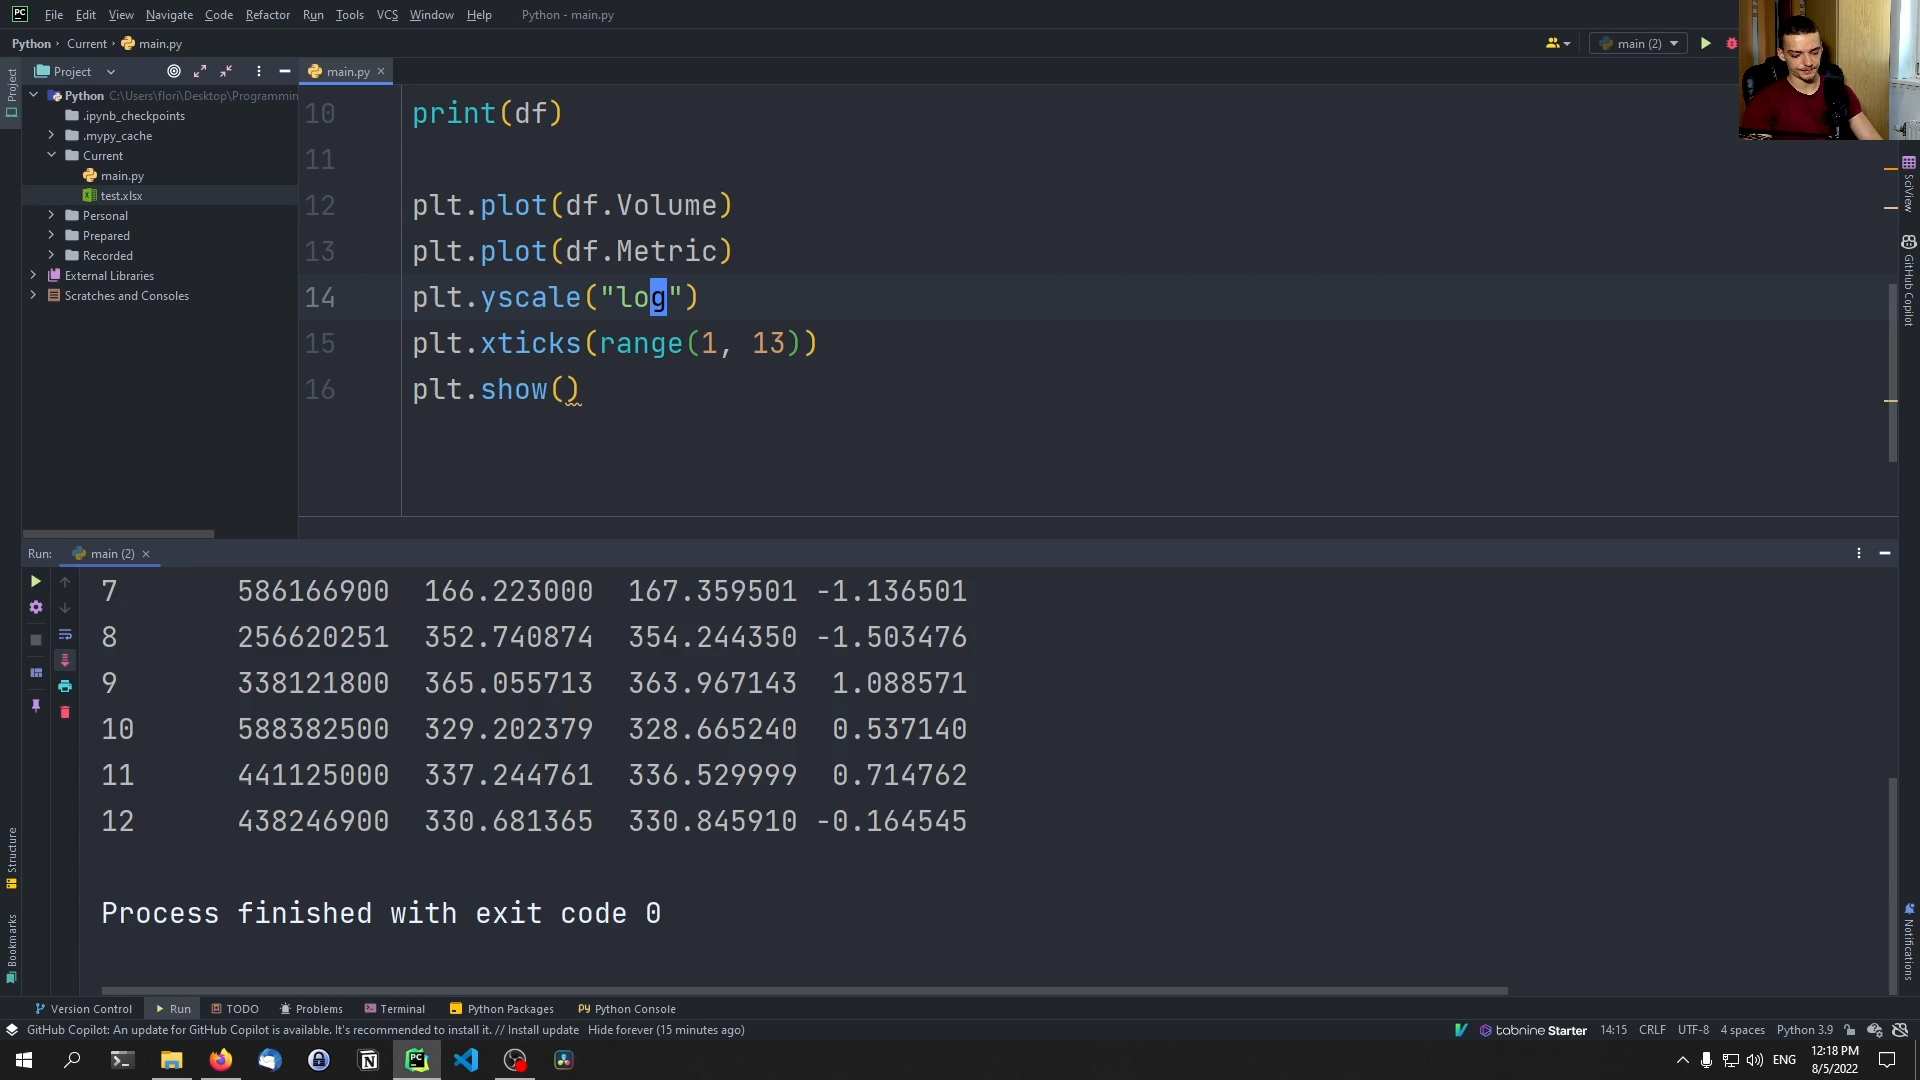 PC File Edit View Navigate Code Refactor Run Tools VCS Window Help Python - main.py
Python Current main.py
main (2)
Project
main.py
Project
Python C:\Users\flori\Desktop\Programmin
.ipynb_checkpoints
.mypy_cache
Current
main.py
test.xlsx
Personal
Prepared
Recorded
External Libraries
Scratches and Consoles
10 print(df)
11
12 plt.plot(df.Volume)
13 plt.plot(df.Metric)
14 plt.yscale("log")
15 plt.xticks(range(1, 13))
16 plt.show()
SciView
GitHub Copilot
Run: main (2)
7 586166900 166.223000 167.359501 -1.136501
8 256620251 352.740874 354.244350 -1.503476
9 338121800 365.055713 363.967143 1.088571
10 588382500 329.202379 328.665240 0.537140
11 441125000 337.244761 336.529999 0.714762
12 438246900 330.681365 330.845910 -0.164545
Process finished with exit code 0
Structure
Bookmarks
Notifications
Version Control Run TODO Problems Terminal Python Packages Python Console
GitHub Copilot: An update for GitHub Copilot is available. It's recommended to install it. // Install update Hide forever (15 minutes ago)
tabnine Starter 14:15 CRLF UTF-8 4 spaces Python 3.9
ENG
12:18 PM
8/5/2022